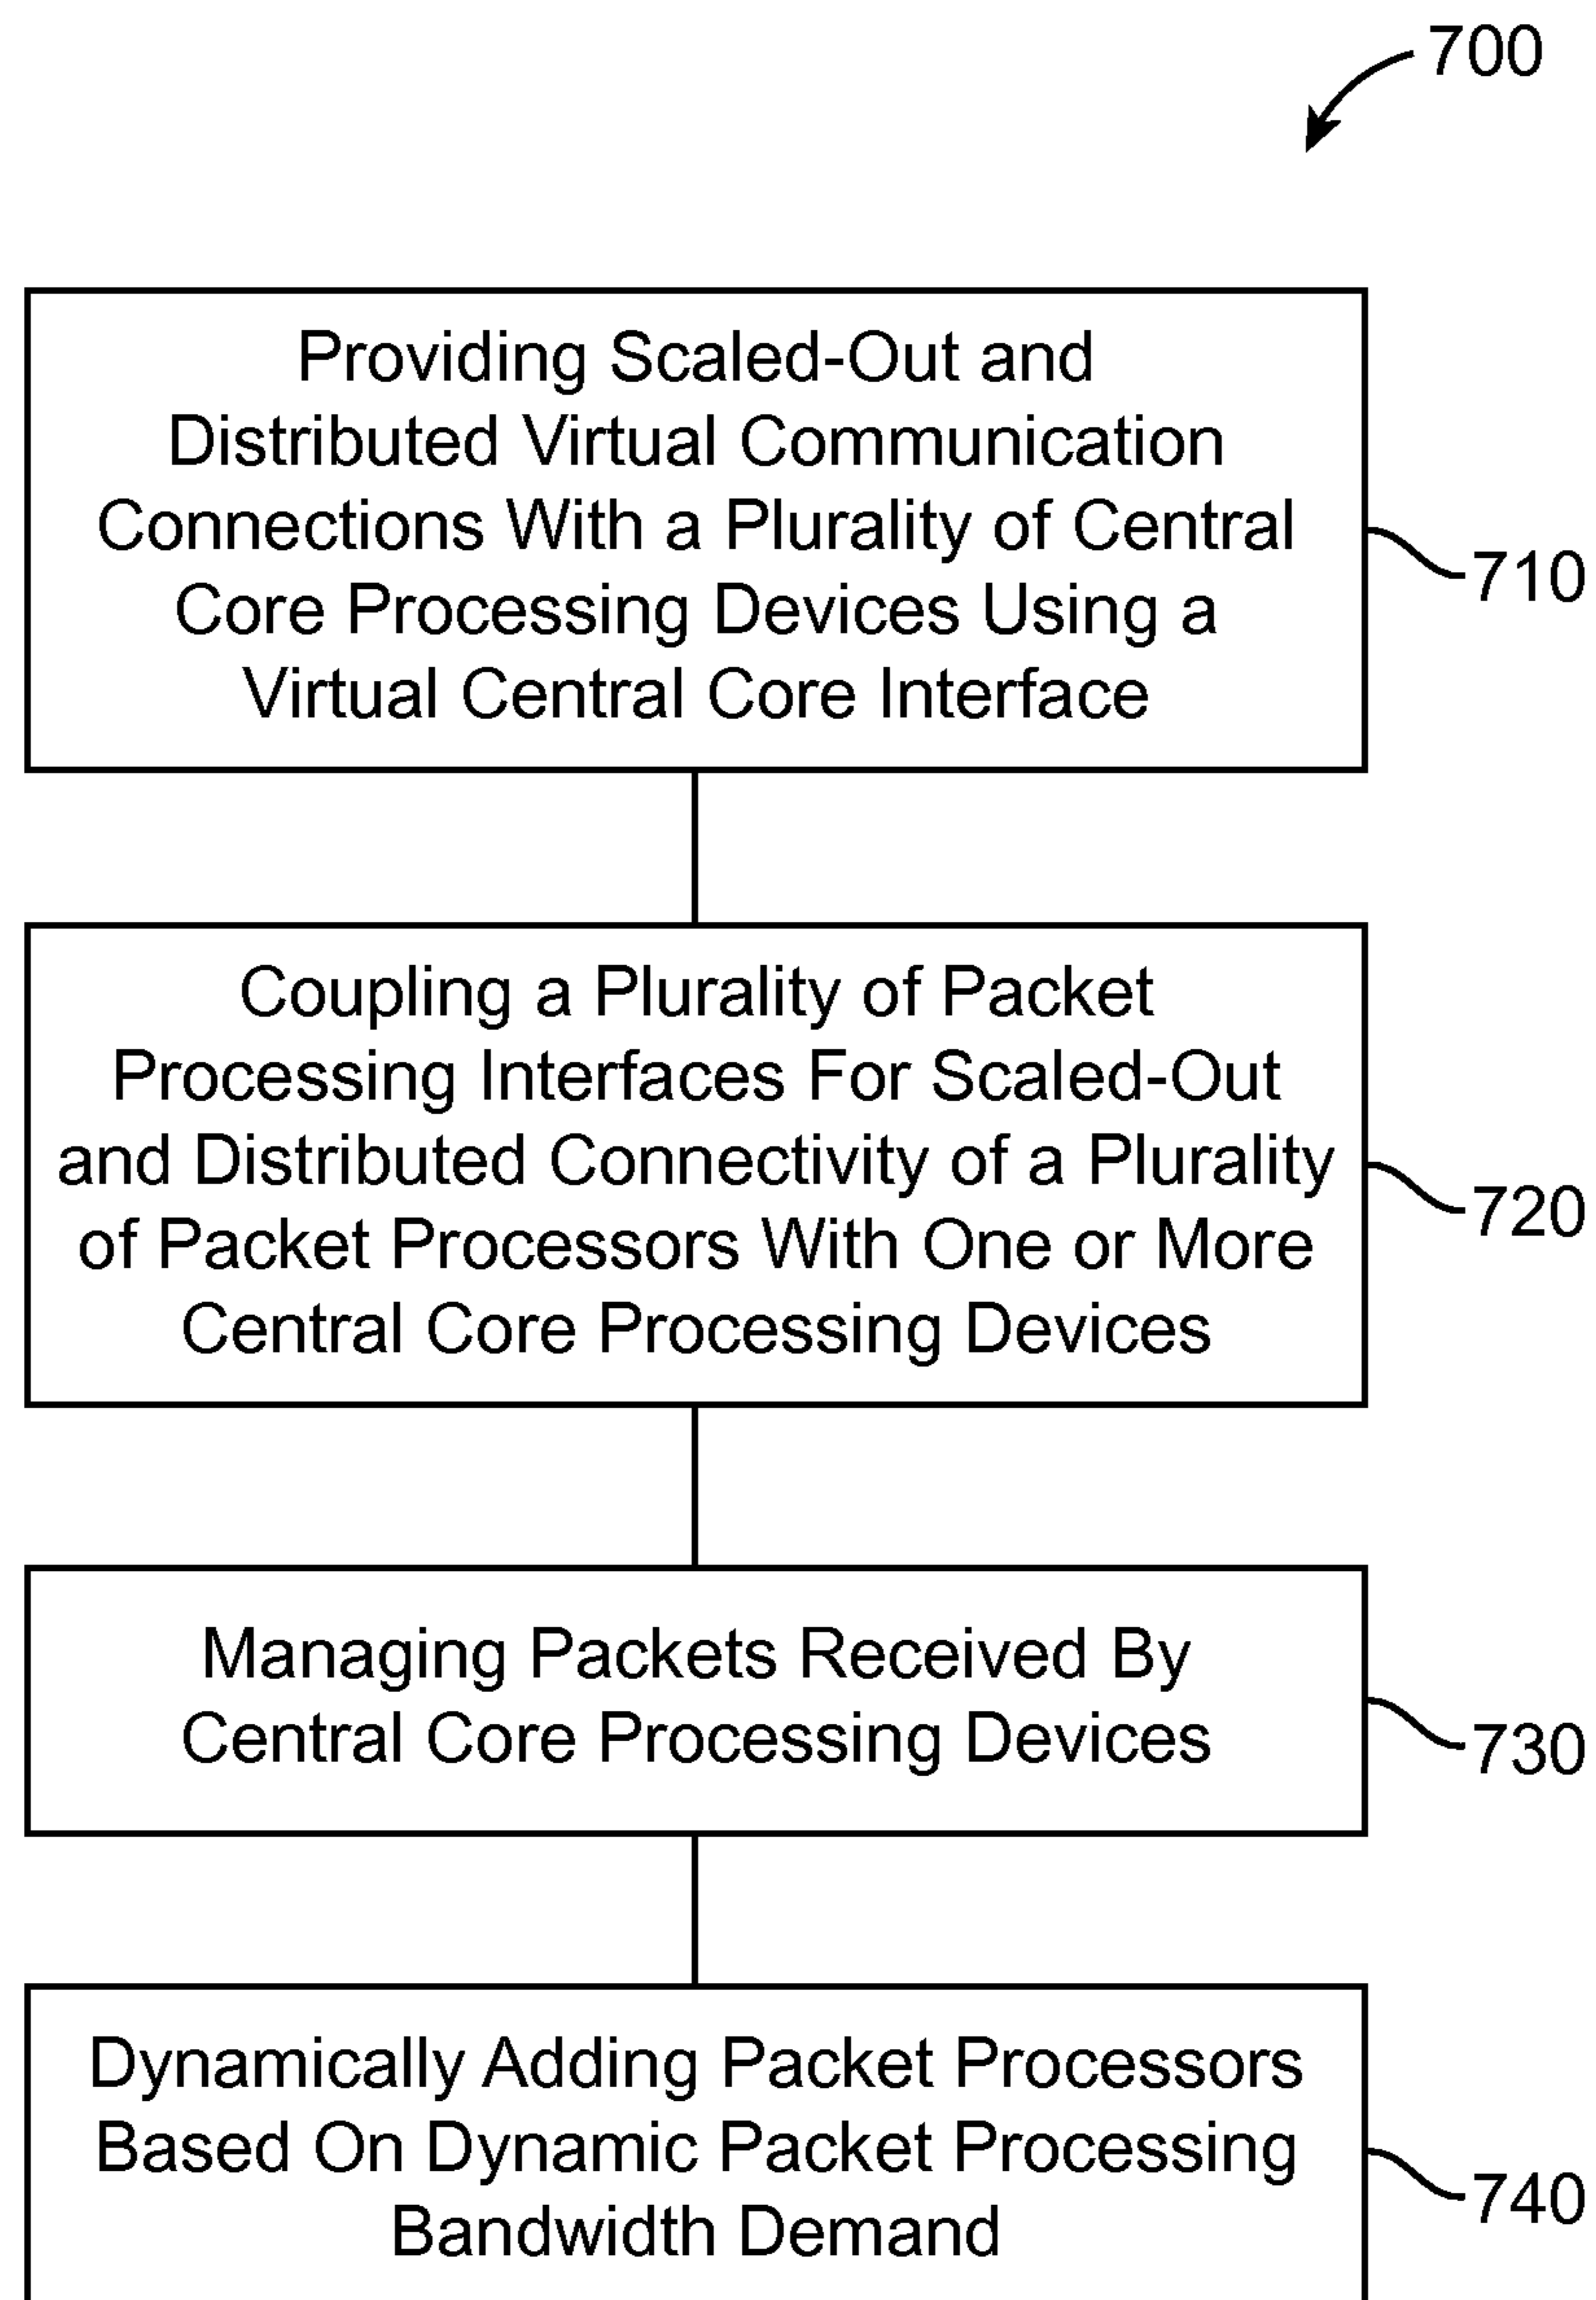 700
Providing Scaled-Out and
Distributed Virtual Communication
Connections With a Plurality of Central
Core Processing Devices Using a
Virtual Central Core Interface
710
Coupling a Plurality of Packet
Processing Interfaces For Scaled-Out
and Distributed Connectivity of a Plurality
of Packet Processors With One or More
Central Core Processing Devices
720
Managing Packets Received By
Central Core Processing Devices
730
Dynamically Adding Packet Processors
Based On Dynamic Packet Processing
Bandwidth Demand
740